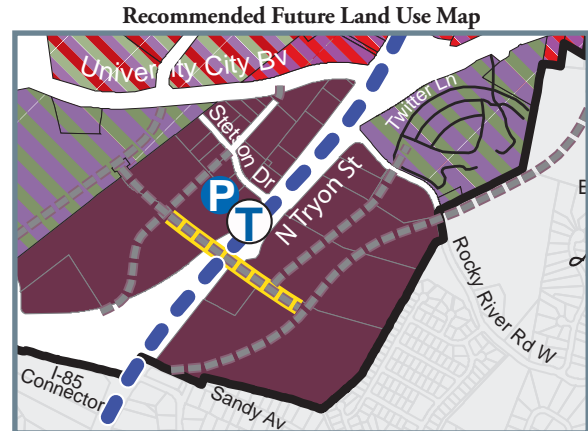 Recommended Future Land Use Map
University City Bv
Twitter Ln
Stetson Dr
P
T
N Tryon St
Rocky River Rd W
I-85
Connector
Sandy Av